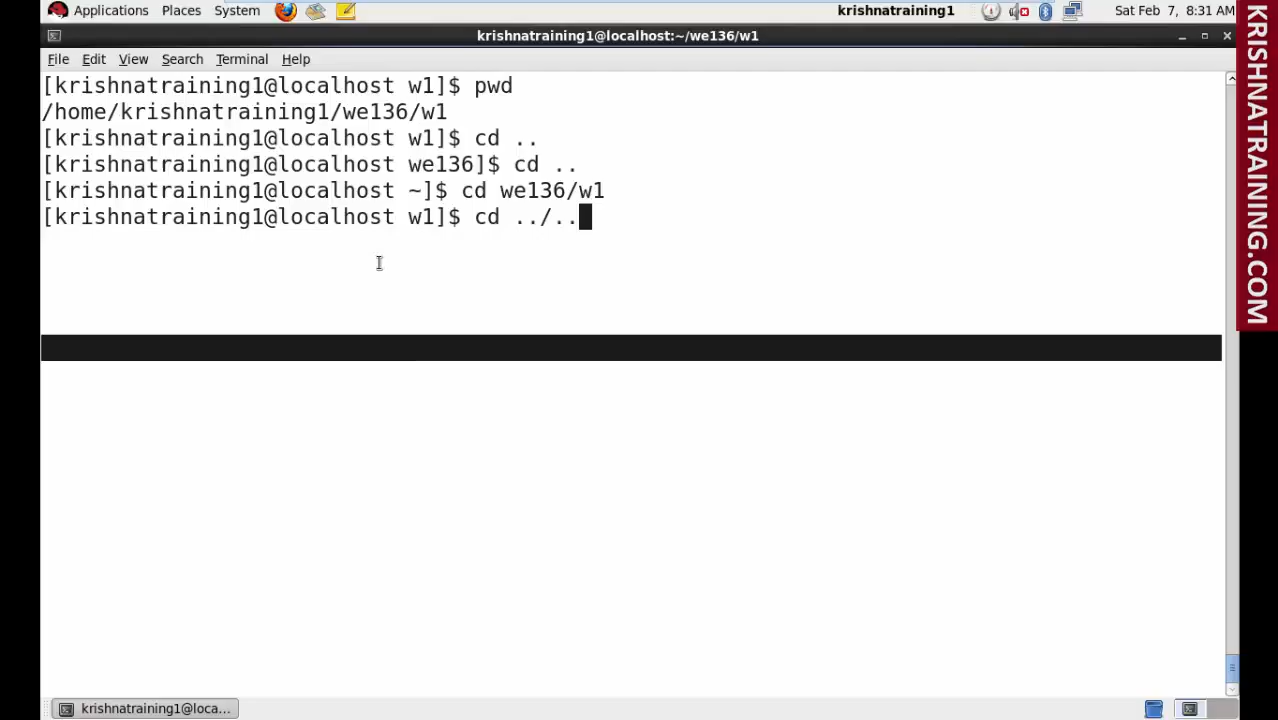 Applications Places System krishnatraining1 Sat Feb 7, 8:31 AM
krishnatraining1@localhost:~/we136/w1
File Edit View Search Terminal Help
[krishnatraining1@localhost w1]$ pwd
/home/krishnatraining1/we136/w1
[krishnatraining1@localhost w1]$ cd ..
[krishnatraining1@localhost we136]$ cd ..
[krishnatraining1@localhost ~]$ cd we136/w1
[krishnatraining1@localhost w1]$ cd ../..
krishnatraining1@loca...
KRISHNATRAINING.COM